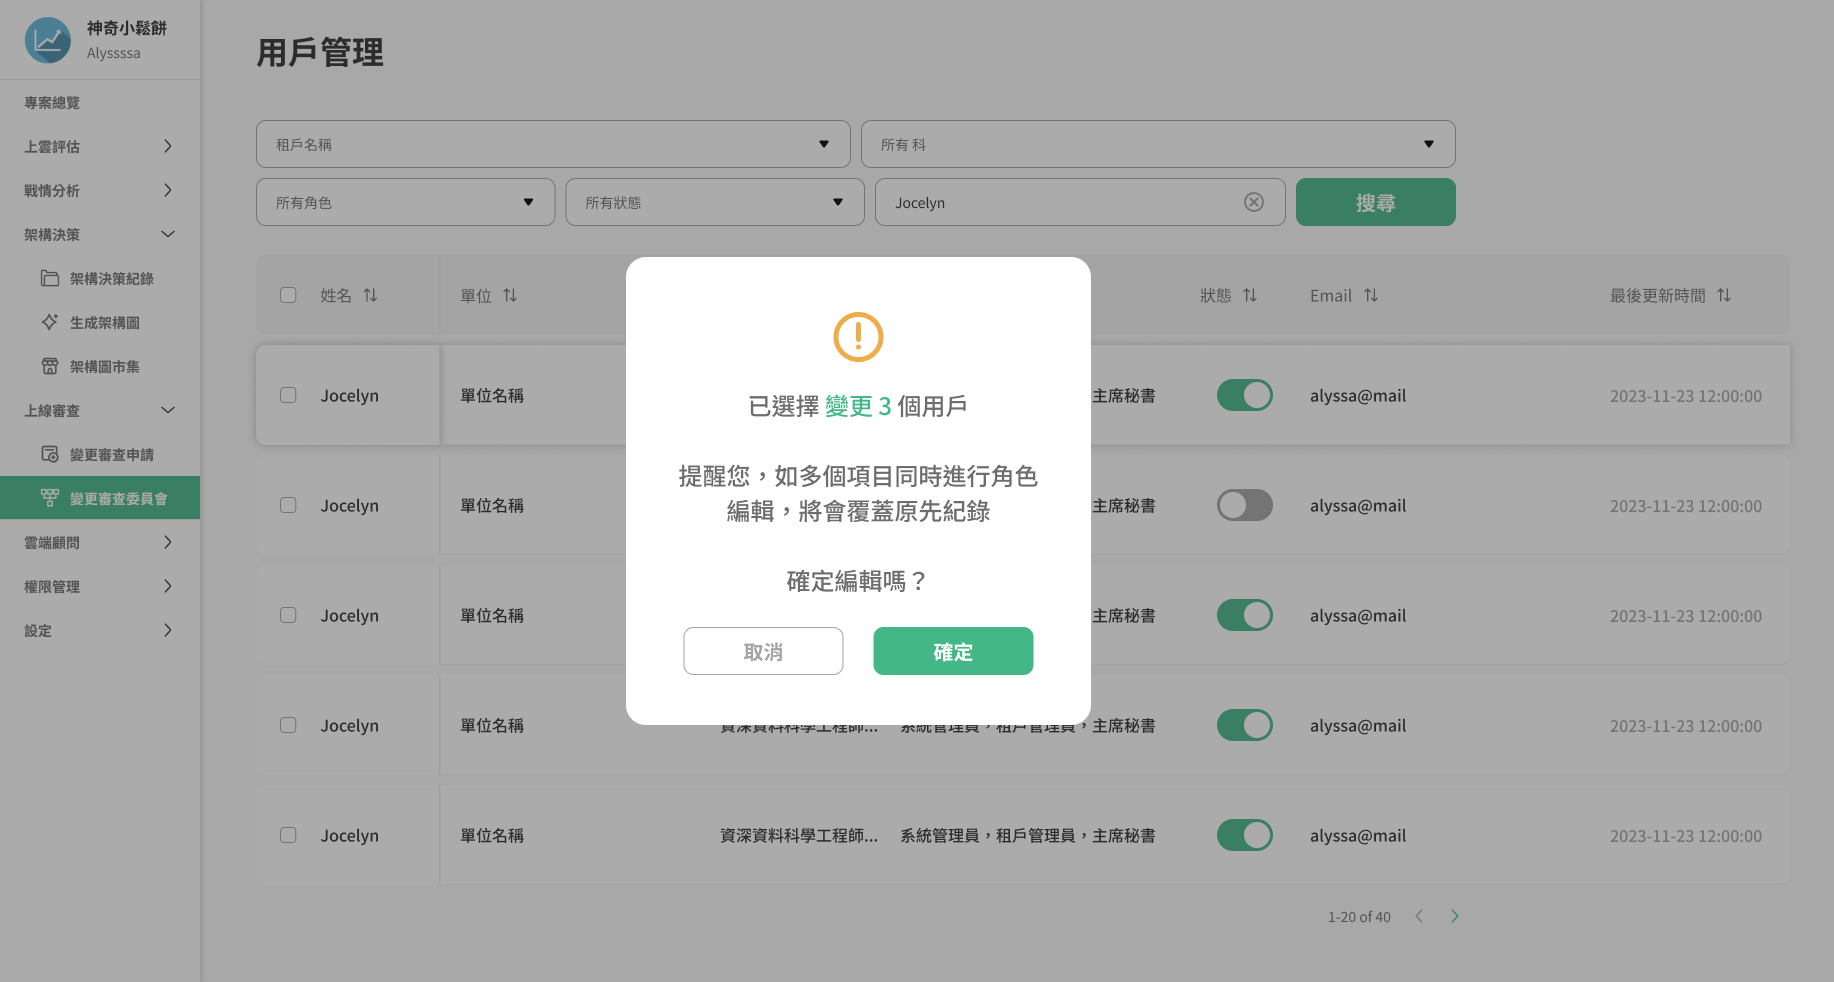 神奇小鬆餅
Alyssssa
專案總覽
上雲評估
戰情分析
架構決策
架構決策紀錄
生成架構圖
架構圖市集
上線審查
變更審查申請
變更審查委員會
雲端顧問
權限管理
設定
用戶管理
租戶名稱
所有 科
所有角色
所有狀態
Jocelyn
搜尋
姓名
單位
狀態
Email
最後更新時間
Jocelyn
單位名稱
主席秘書
alyssa@mail
2023-11-23 12:00:00
Jocelyn
單位名稱
主席秘書
alyssa@mail
2023-11-23 12:00:00
Jocelyn
單位名稱
主席秘書
alyssa@mail
2023-11-23 12:00:00
Jocelyn
單位名稱
資深資料科學工程師...
系統管理員，租戶管理員，主席秘書
alyssa@mail
2023-11-23 12:00:00
Jocelyn
單位名稱
資深資料科學工程師...
系統管理員，租戶管理員，主席秘書
alyssa@mail
2023-11-23 12:00:00
1-20 of 40
已選擇 變更 3 個用戶
提醒您，如多個項目同時進行角色
編輯，將會覆蓋原先紀錄
確定編輯嗎？
取消
確定